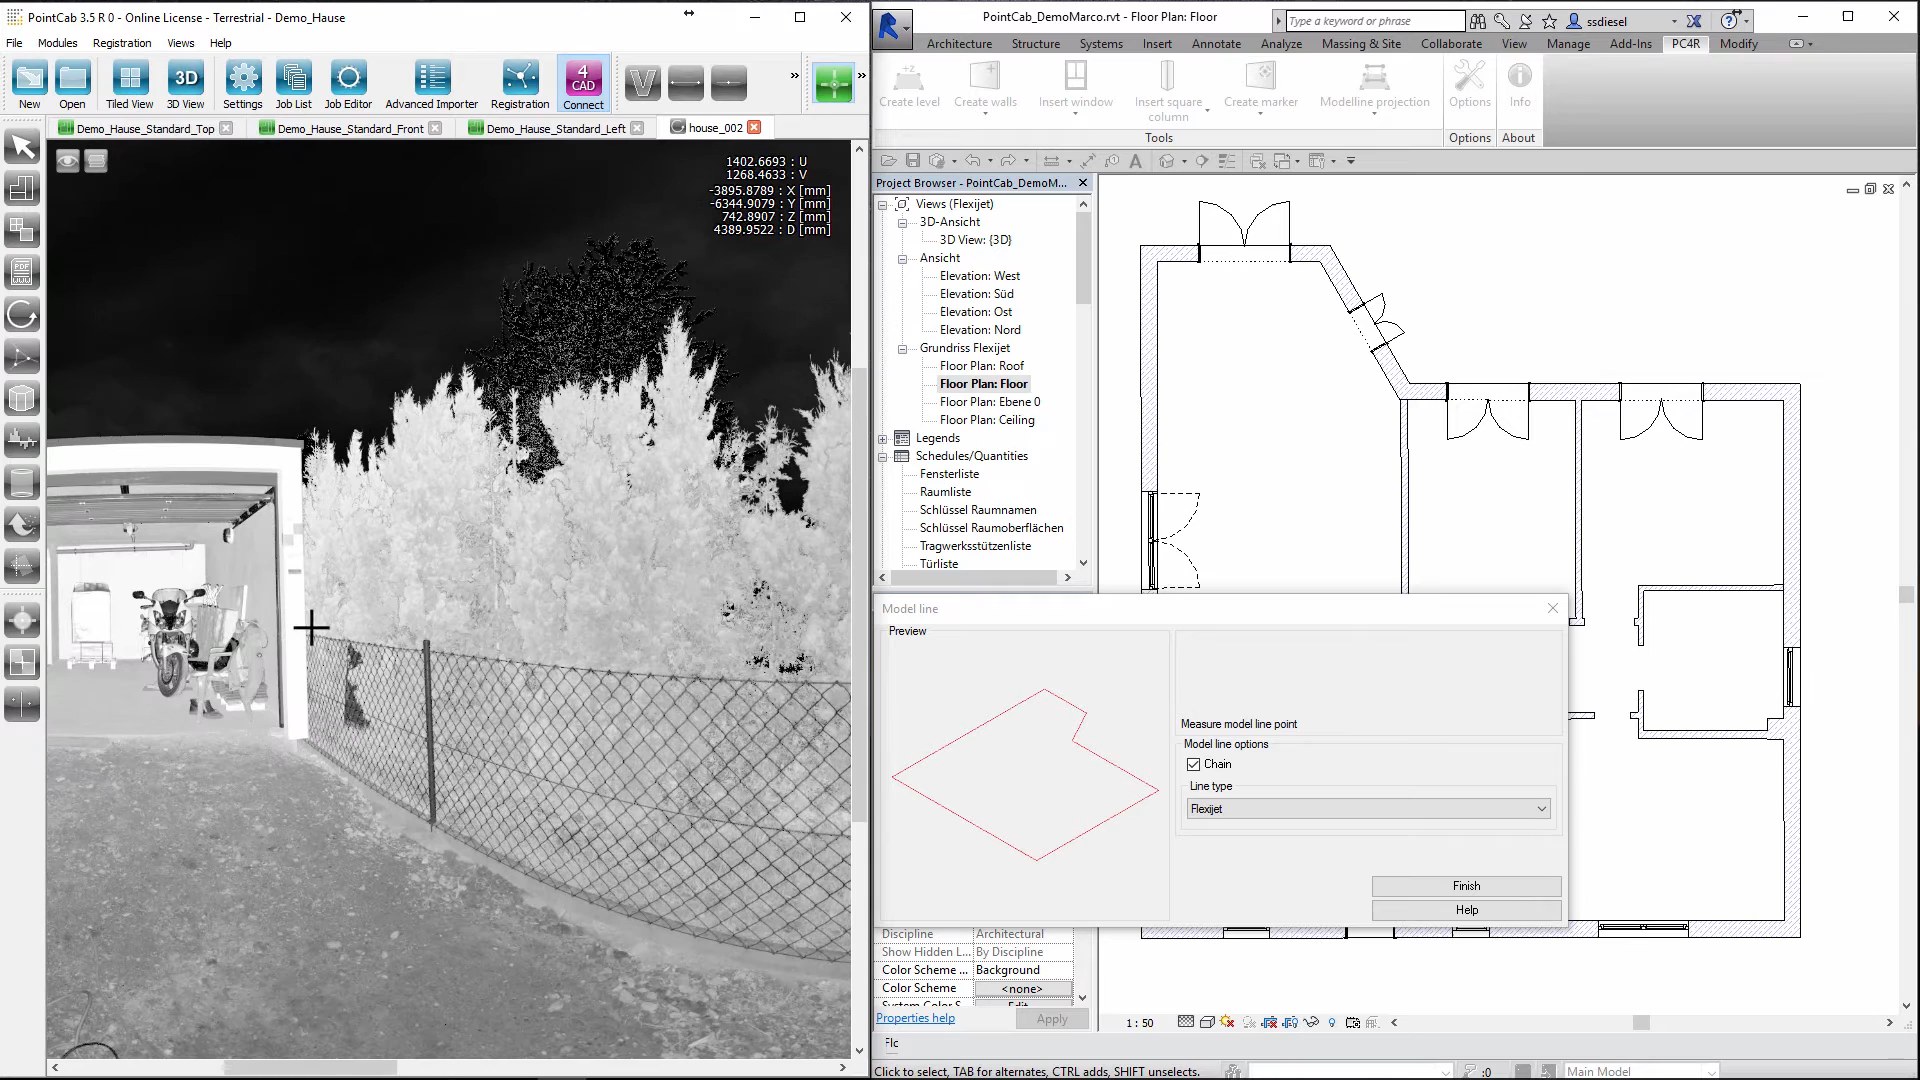 PointCab 3.5 R 0 - Online License - Terrestrial - Demo_Hause
File Modules Registration Views Help
New Open Tiled View 3D View Settings Job List Job Editor Advanced Importer Registration Connect
3D
4 CAD
V
PDF
Demo_Hause_Standard_Top Demo_Hause_Standard_Front Demo_Hause_Standard_Left house_002
1402.6693 : U
1268.4633 : V
-3895.8789 : X [mm]
-6344.9079 : Y [mm]
742.8907 : Z [mm]
4389.9522 : D [mm]
PointCab_DemoMarco.rvt - Floor Plan: Floor
Type a keyword or phrase
ssdiesel
Architecture Structure Systems Insert Annotate Analyze Massing & Site Collaborate View Manage Add-Ins PC4R Modify
Create level Create walls Insert window Insert square column Create marker Modelline projection Options Info
Tools Options About
Project Browser - PointCab_DemoM...
Views (Flexijet)
3D-Ansicht
3D View: {3D}
Ansicht
Elevation: West
Elevation: Süd
Elevation: Ost
Elevation: Nord
Grundriss Flexijet
Floor Plan: Roof
Floor Plan: Floor
Floor Plan: Ebene 0
Floor Plan: Ceiling
Legends
Schedules/Quantities
Fensterliste
Raumliste
Schlüssel Raumnamen
Schlüssel Raumoberflächen
Tragwerksstützenliste
Türliste
Model line
Preview
Measure model line point
Model line options
Chain
Line type
Flexijet
Finish
Help
Discipline Architectural
Show Hidden L... By Discipline
Color Scheme ... Background
Color Scheme <none>
System Color S... Edit...
Properties help Apply
1 : 50
Flc
Click to select, TAB for alternates, CTRL adds, SHIFT unselects.
:0
Main Model